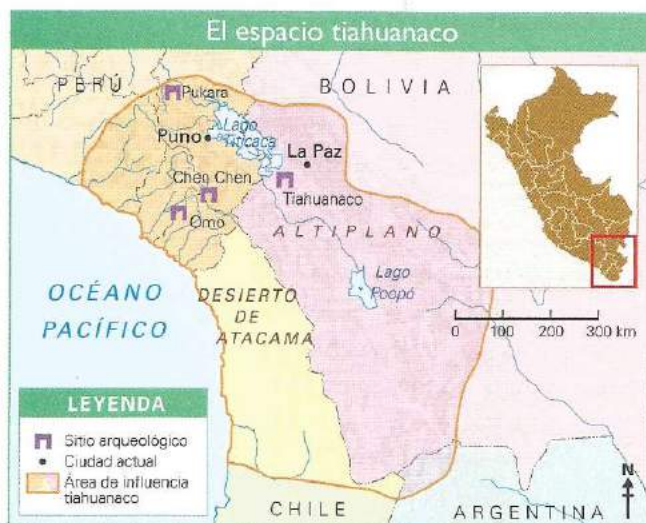 El espacio tiahuanaco
PERÚ
BOLIVIA
Pukara
Puno
Lago
Titicaca
La Paz
Chen Chen
Tiahuanaco
Omo
ALTIPLANO
Lago
Poopó
OCÉANO
PACÍFICO
DESIERTO
DE
ATACAMA
0 100 200 300 km
LEYENDA
Sitio arqueológico
Ciudad actual
Área de influencia
tiahuanaco
CHILE
ARGENTINA
N